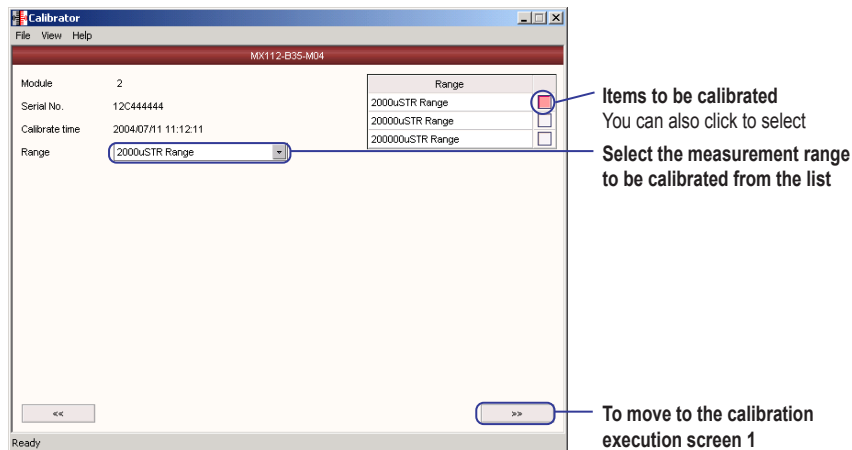 Calibrator
File View Help
MX112-B35-M04
Module 2
Serial No. 12C444444
Calibrate time 2004/07/11 11:12:11
Range 2000uSTR Range
Range
2000uSTR Range
20000uSTR Range
200000uSTR Range
Items to be calibrated
You can also click to select
Select the measurement range
to be calibrated from the list
<<
>>
To move to the calibration
execution screen 1
Ready